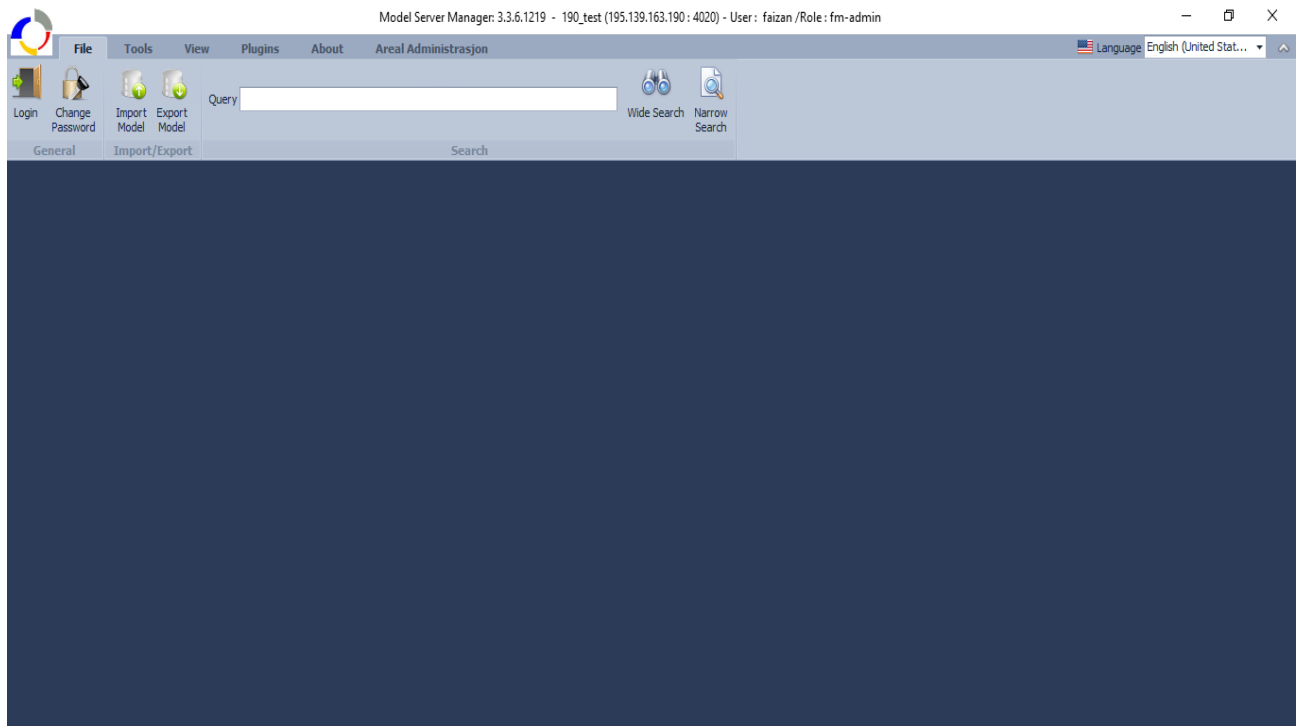 Model Server Manager: 3.3.6.1219 - 190_test (195.139.163.190 : 4020) - User : faizan /Role : fm-admin
File Tools View Plugins About Areal Administrasjon Language English (United Stat...
Query
Login Change Password Import Model Export Model Wide Search Narrow Search
General Import/Export Search